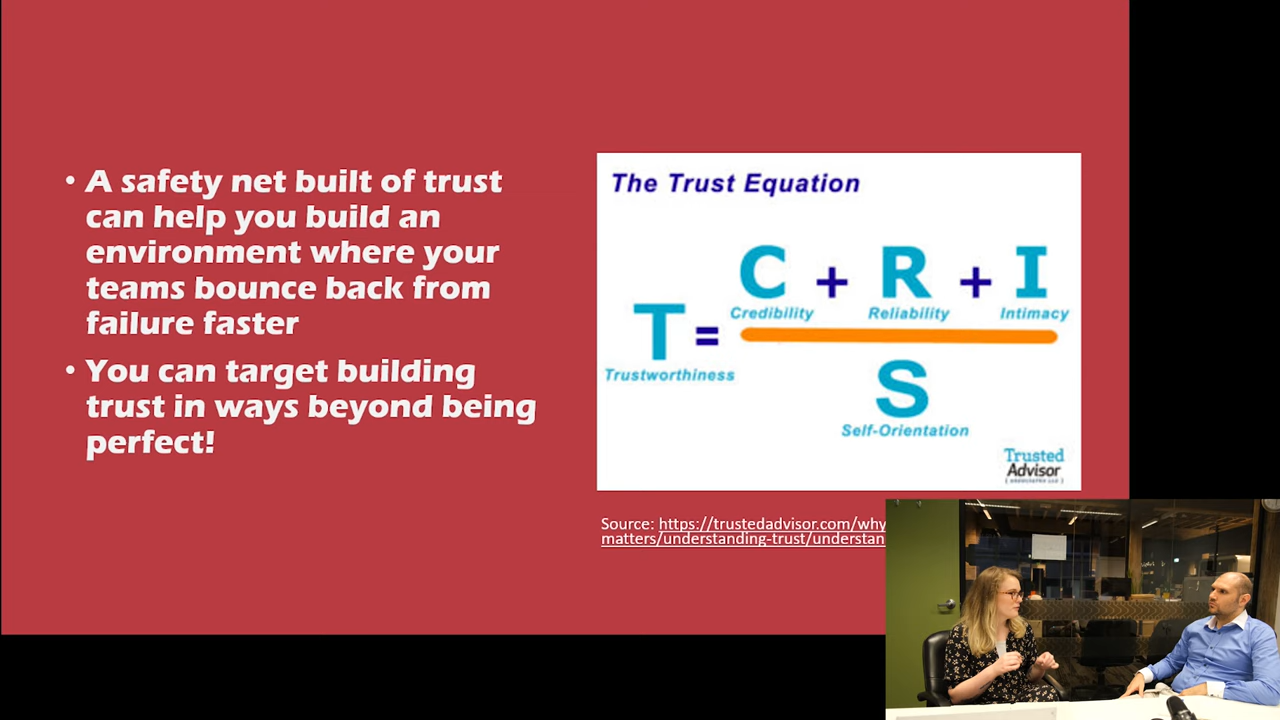 • A safety net built of trust
can help you build an
environment where your
teams bounce back from
failure faster
• You can target building
trust in ways beyond being
perfect!
The Trust Equation
C + R + I
Credibility Reliability Intimacy
T =
Trustworthiness
S
Self-Orientation
Trusted
Advisor
( ASSOCIATES LLC )
Source: https://trustedadvisor.com/why
matters/understanding-trust/understan